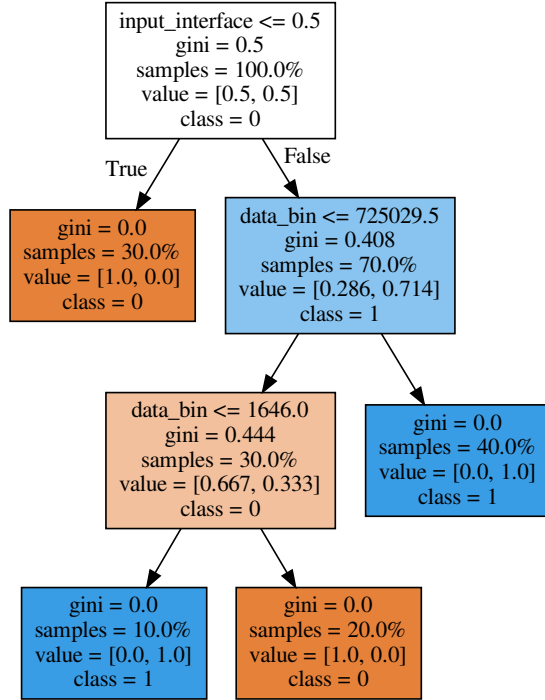 input_interface <= 0.5
gini = 0.5
samples = 100.0%
value = [0.5, 0.5]
class = 0
True
False
gini = 0.0
samples = 30.0%
value = [1.0, 0.0]
class = 0
data_bin <= 725029.5
gini = 0.408
samples = 70.0%
value = [0.286, 0.714]
class = 1
data_bin <= 1646.0
gini = 0.444
samples = 30.0%
value = [0.667, 0.333]
class = 0
gini = 0.0
samples = 40.0%
value = [0.0, 1.0]
class = 1
gini = 0.0
samples = 10.0%
value = [0.0, 1.0]
class = 1
gini = 0.0
samples = 20.0%
value = [1.0, 0.0]
class = 0